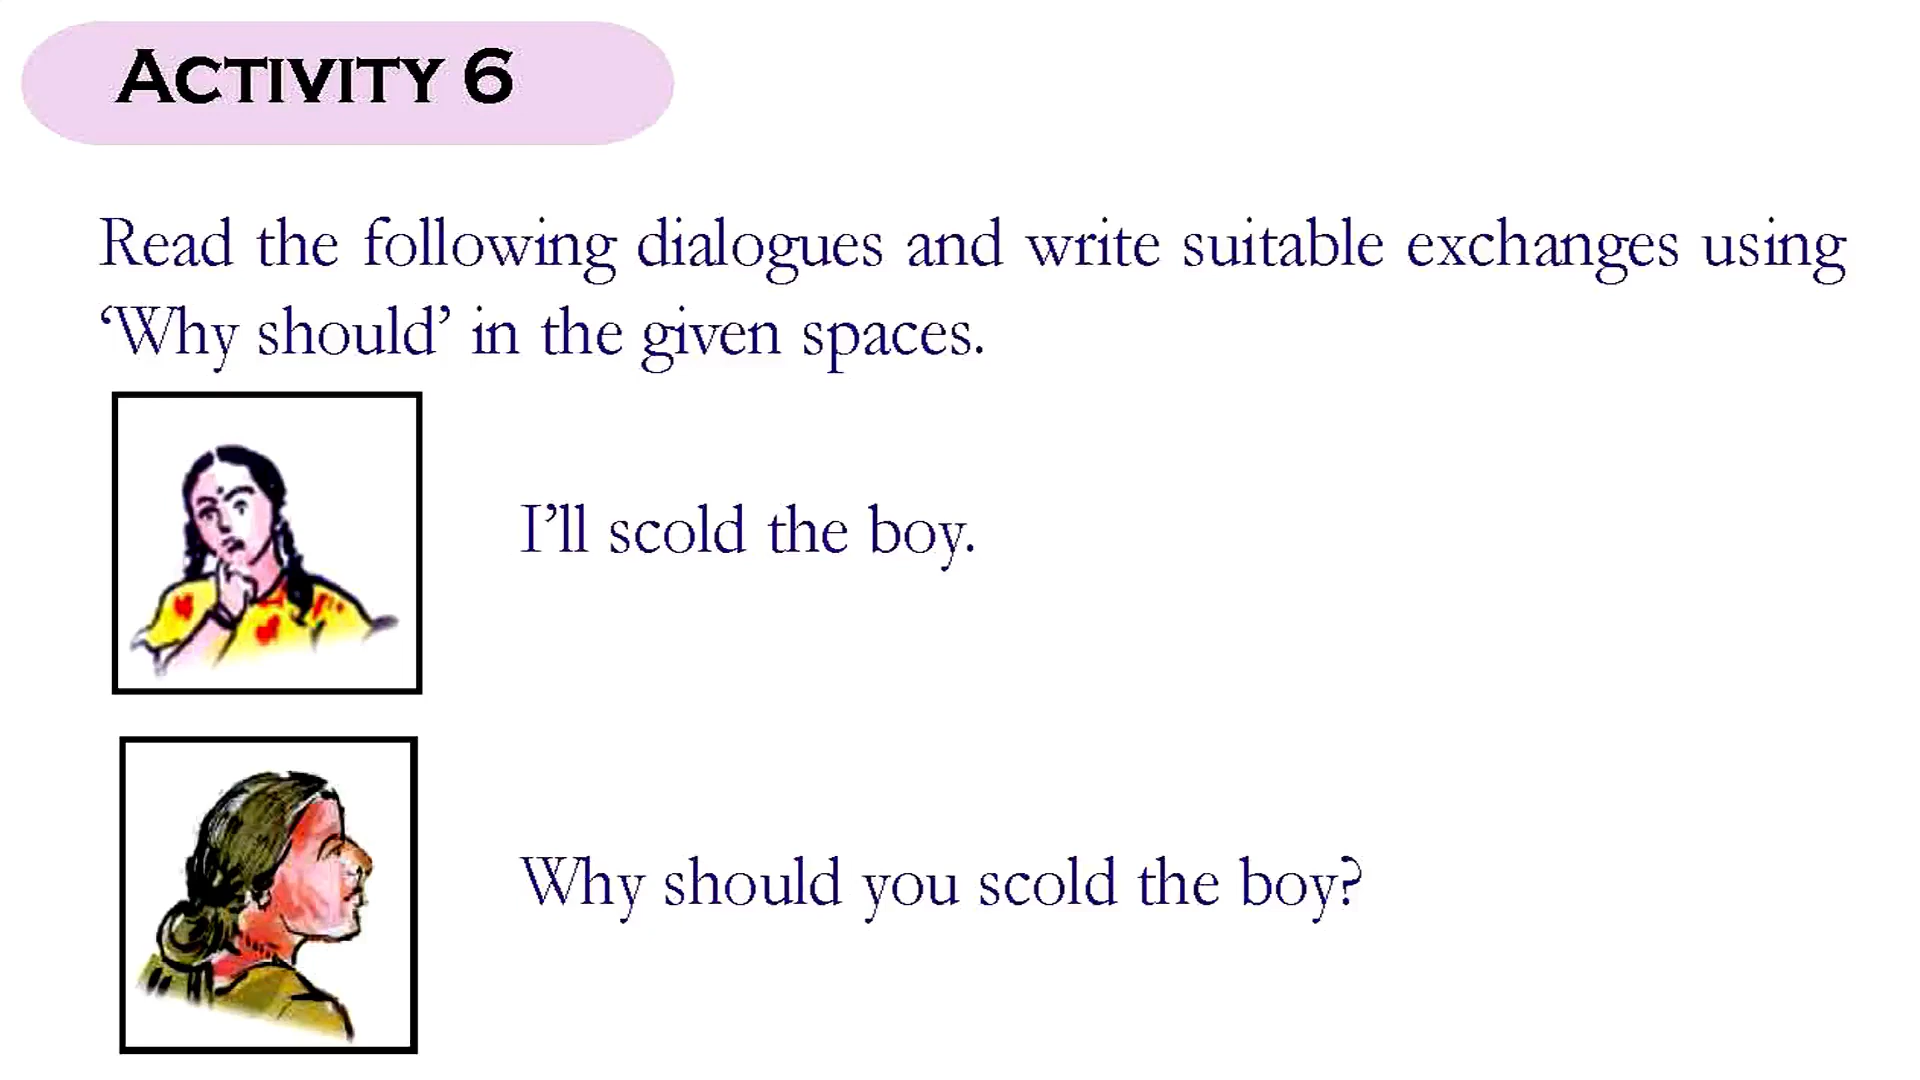 ACTIVITY 6
Read the following dialogues and write suitable exchanges using
‘Why should’ in the given spaces.
I’ll scold the boy.
Why should you scold the boy?